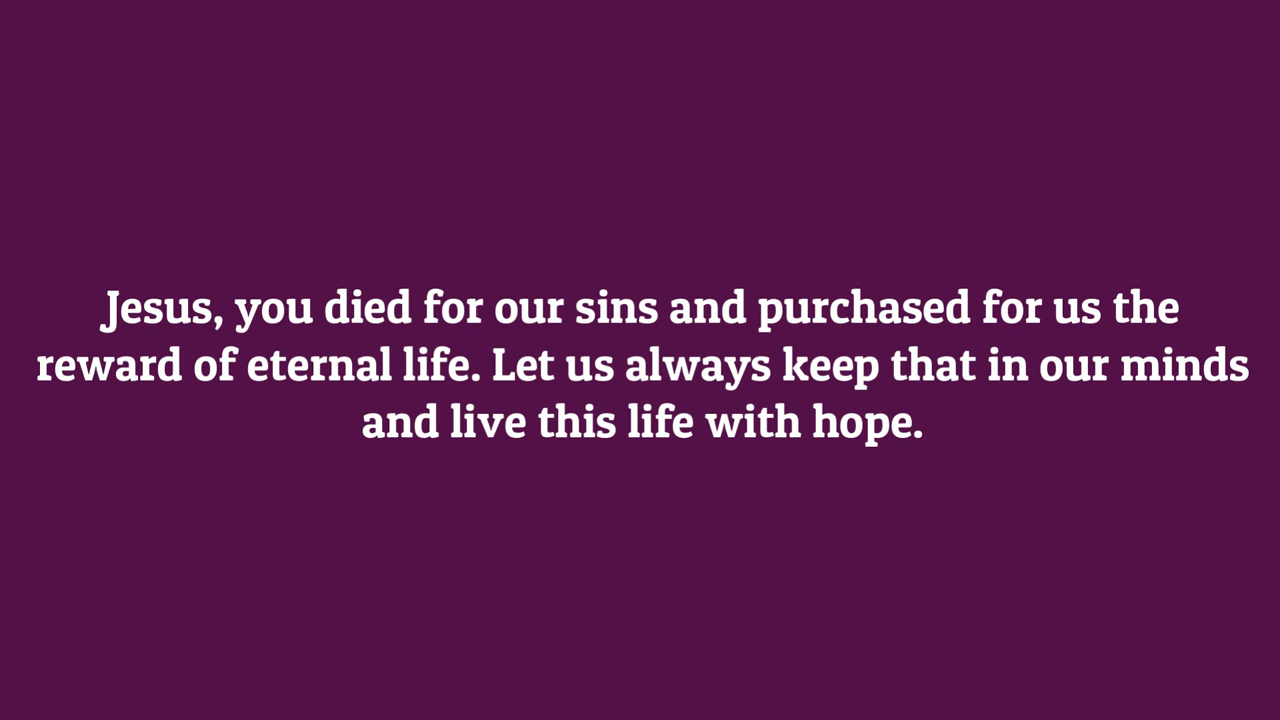 Jesus, you died for our sins and purchased for us the
reward of eternal life. Let us always keep that in our minds
and live this life with hope.